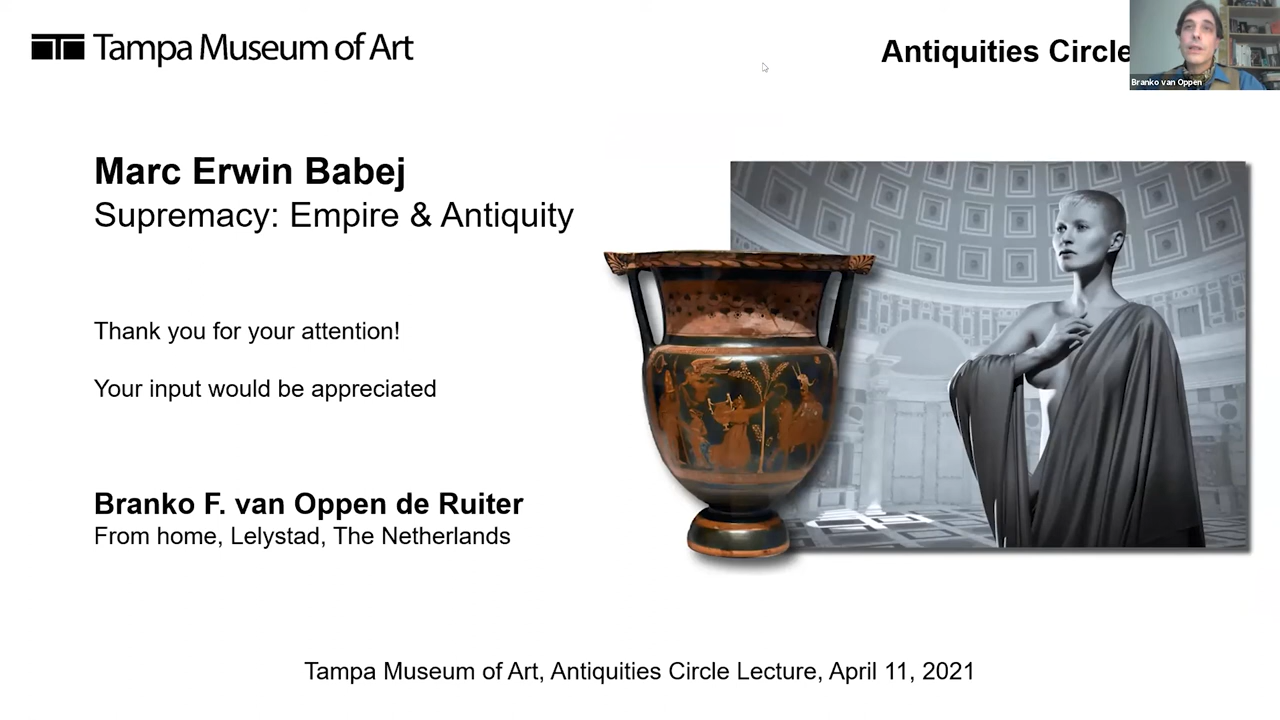 Tampa Museum of Art
Antiquities Circle
Branko van Oppen
Marc Erwin Babej
Supremacy: Empire & Antiquity
Thank you for your attention!
Your input would be appreciated
Branko F. van Oppen de Ruiter
From home, Lelystad, The Netherlands
Tampa Museum of Art, Antiquities Circle Lecture, April 11, 2021